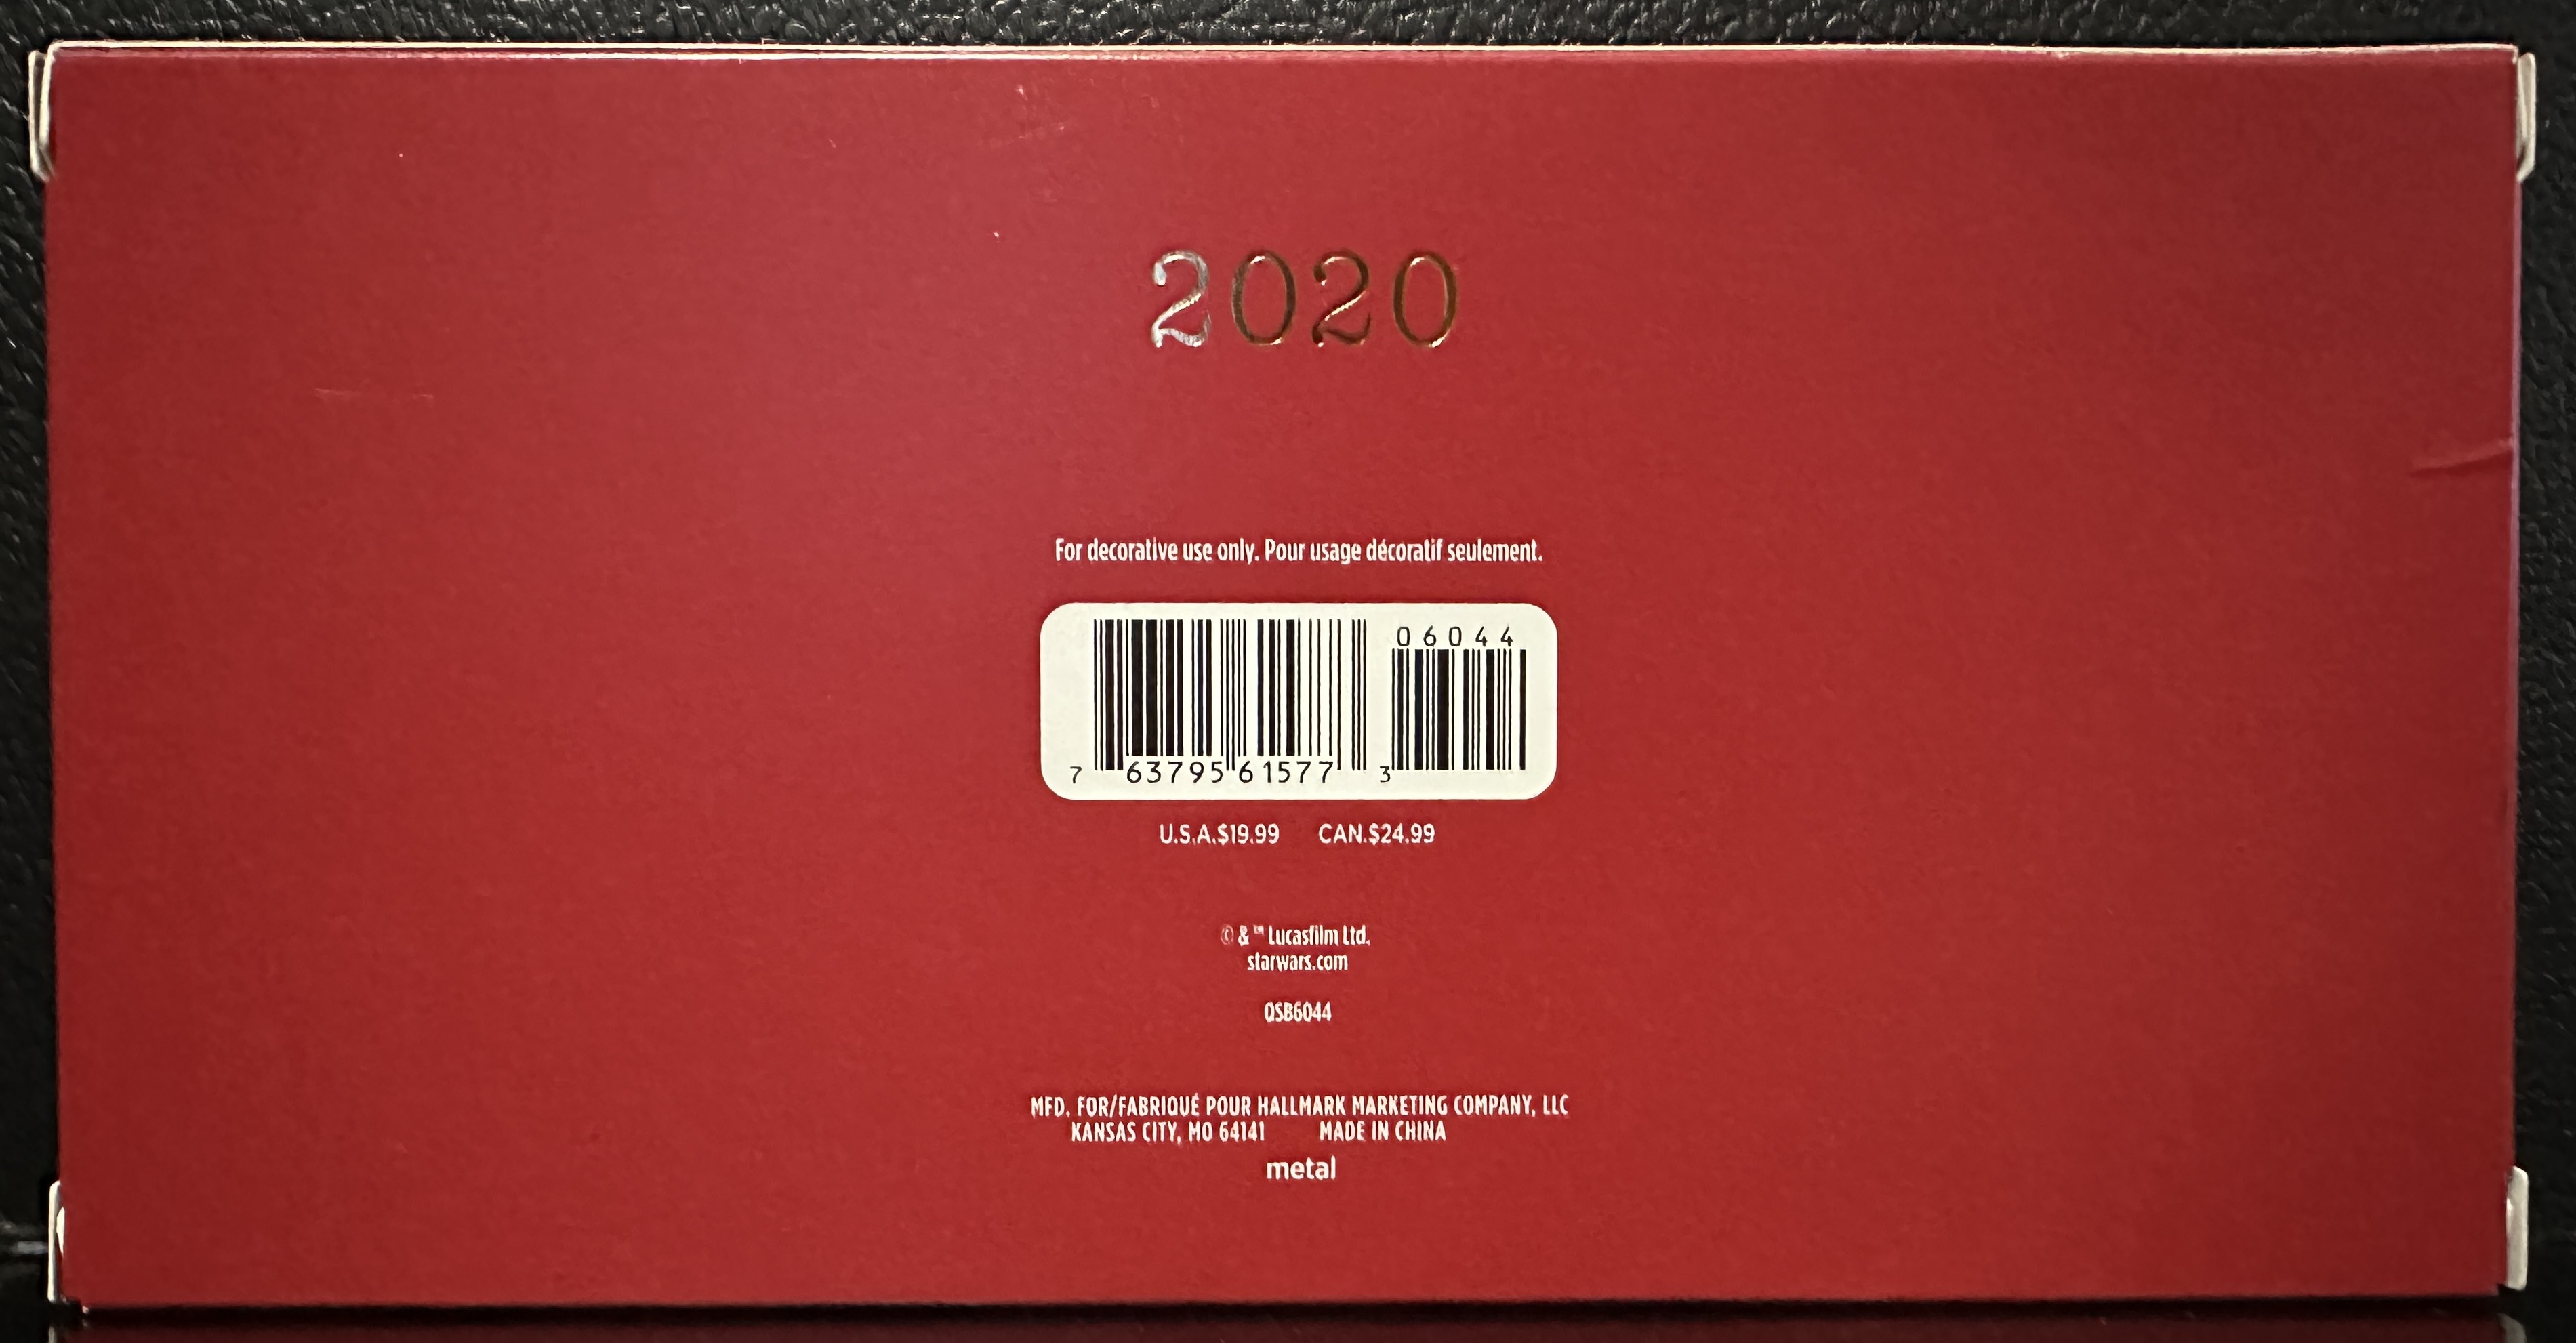 2020
For decorative use only. Pour usage décoratif seulement.
06044
7 63795 61577 3
U.S.A.$19.99 CAN.$24.99
© & ™ Lucasfilm Ltd.
starwars.com
QSB6044
MFD. FOR/FABRIQUÉ POUR HALLMARK MARKETING COMPANY, LLC
KANSAS CITY, MO 64141 MADE IN CHINA
metal